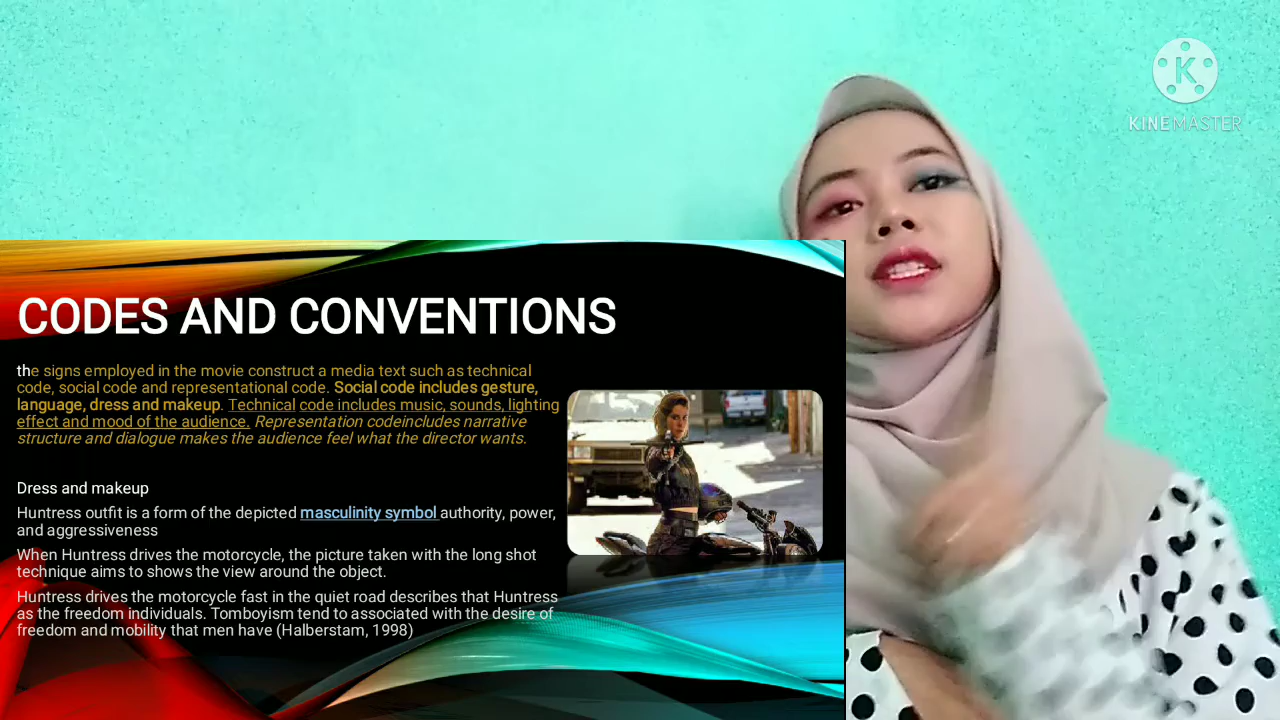 K
KINEMASTER
CODES AND CONVENTIONS
the signs employed in the movie construct a media text such as technical
code, social code and representational code. Social code includes gesture,
language, dress and makeup. Technical code includes music, sounds, lighting
effect and mood of the audience. Representation codeincludes narrative
structure and dialogue makes the audience feel what the director wants.
Dress and makeup
Huntress outfit is a form of the depicted masculinity symbol authority, power,
and aggressiveness
When Huntress drives the motorcycle, the picture taken with the long shot
technique aims to shows the view around the object.
Huntress drives the motorcycle fast in the quiet road describes that Huntress
as the freedom individuals. Tomboyism tend to associated with the desire of
freedom and mobility that men have (Halberstam, 1998)